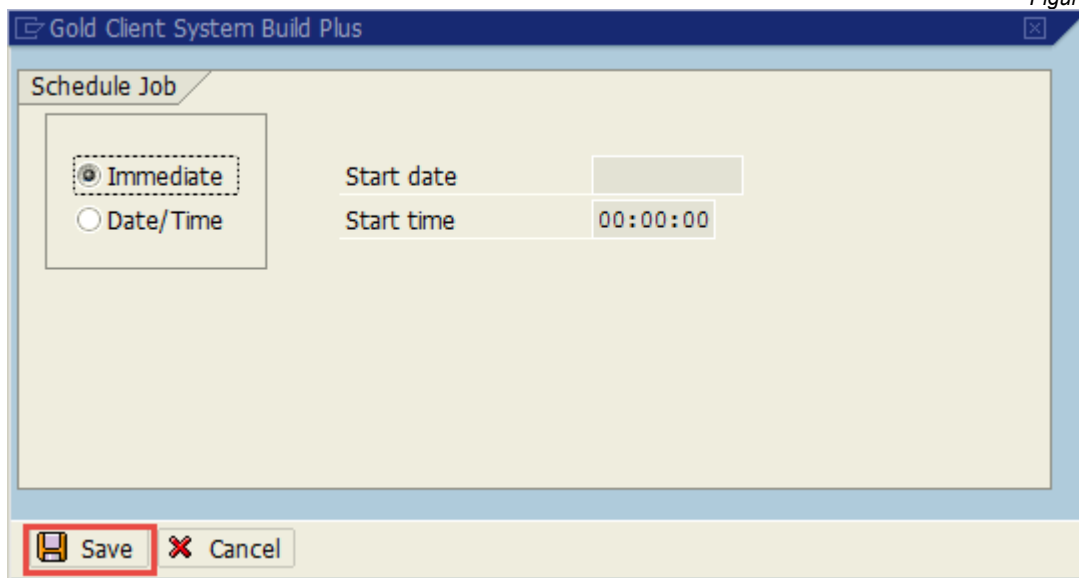 Figur
Gold Client System Build Plus
Schedule Job
Immediate Start date
Date/Time Start time 00:00:00
Save Cancel